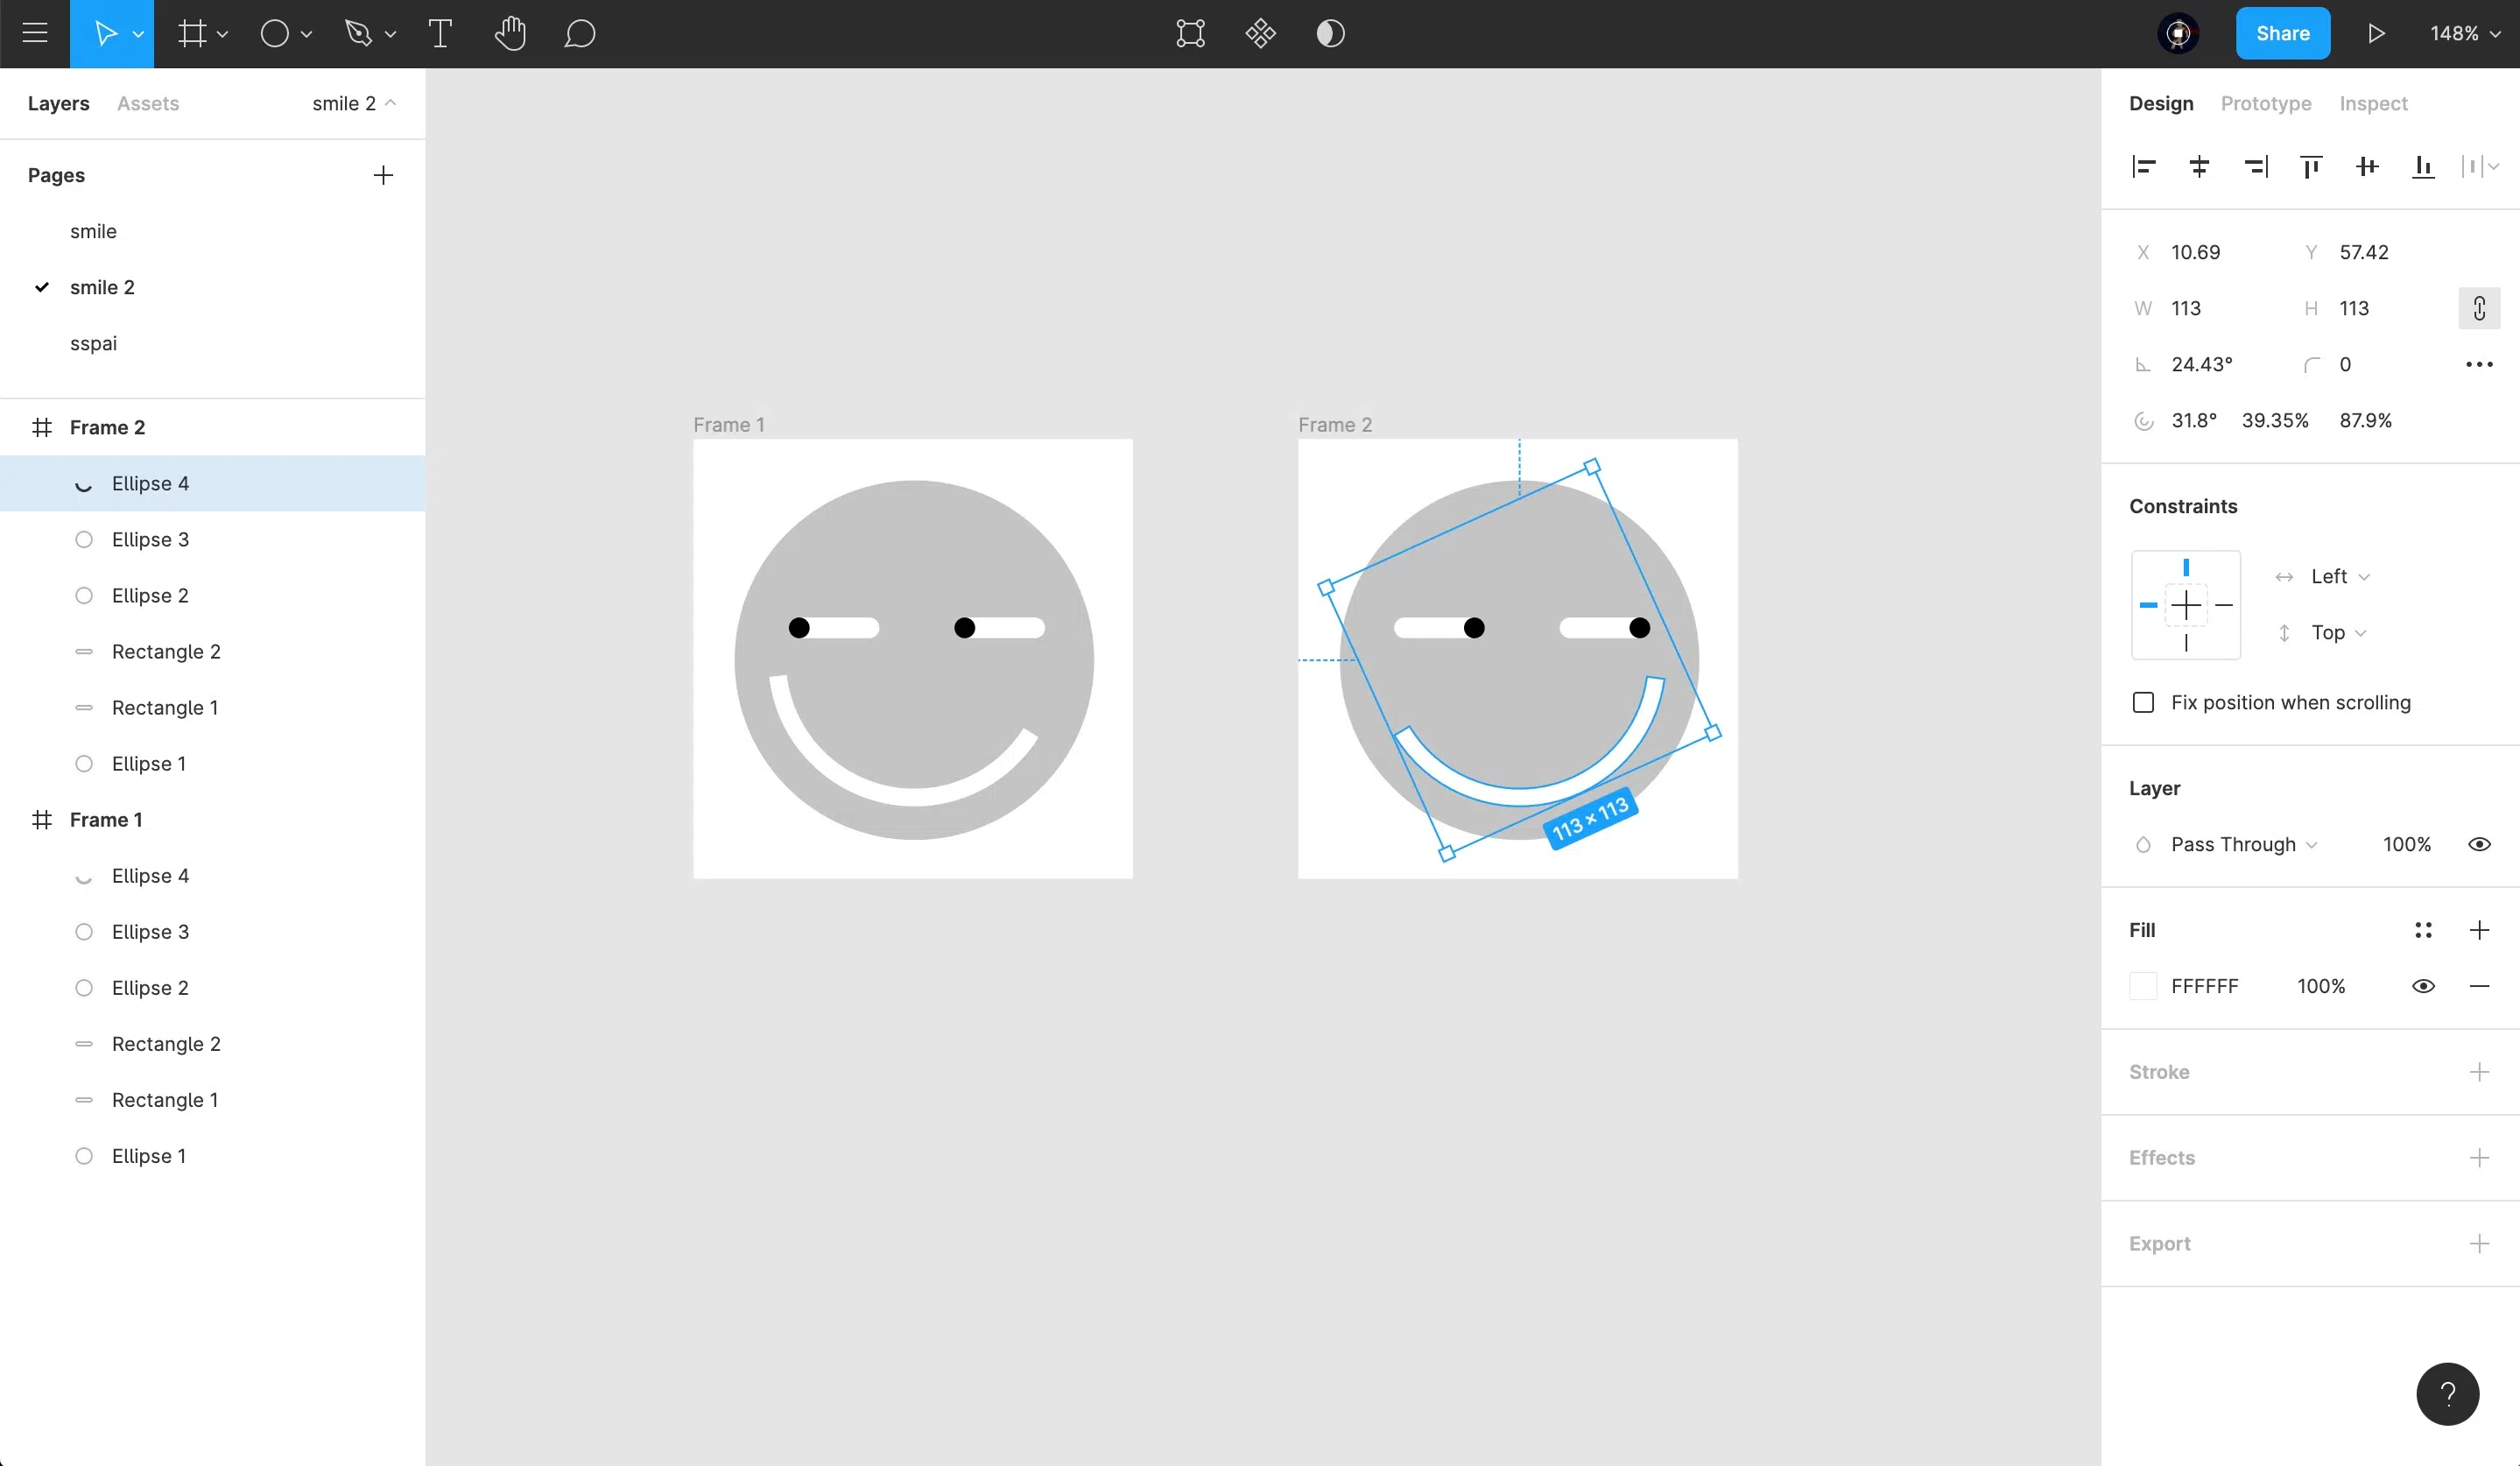 Share
148%
Layers Assets smile 2
Pages
smile
smile 2
sspai
Frame 2
Ellipse 4
Ellipse 3
Ellipse 2
Rectangle 2
Rectangle 1
Ellipse 1
Frame 1
Ellipse 4
Ellipse 3
Ellipse 2
Rectangle 2
Rectangle 1
Ellipse 1
Frame 1
Frame 2
113 × 113
Design Prototype Inspect
X 10.69 Y 57.42
W 113 H 113
24.43° 0
31.8° 39.35% 87.9%
Constraints
Left
Top
Fix position when scrolling
Layer
Pass Through 100%
Fill
FFFFFF 100%
Stroke
Effects
Export
?